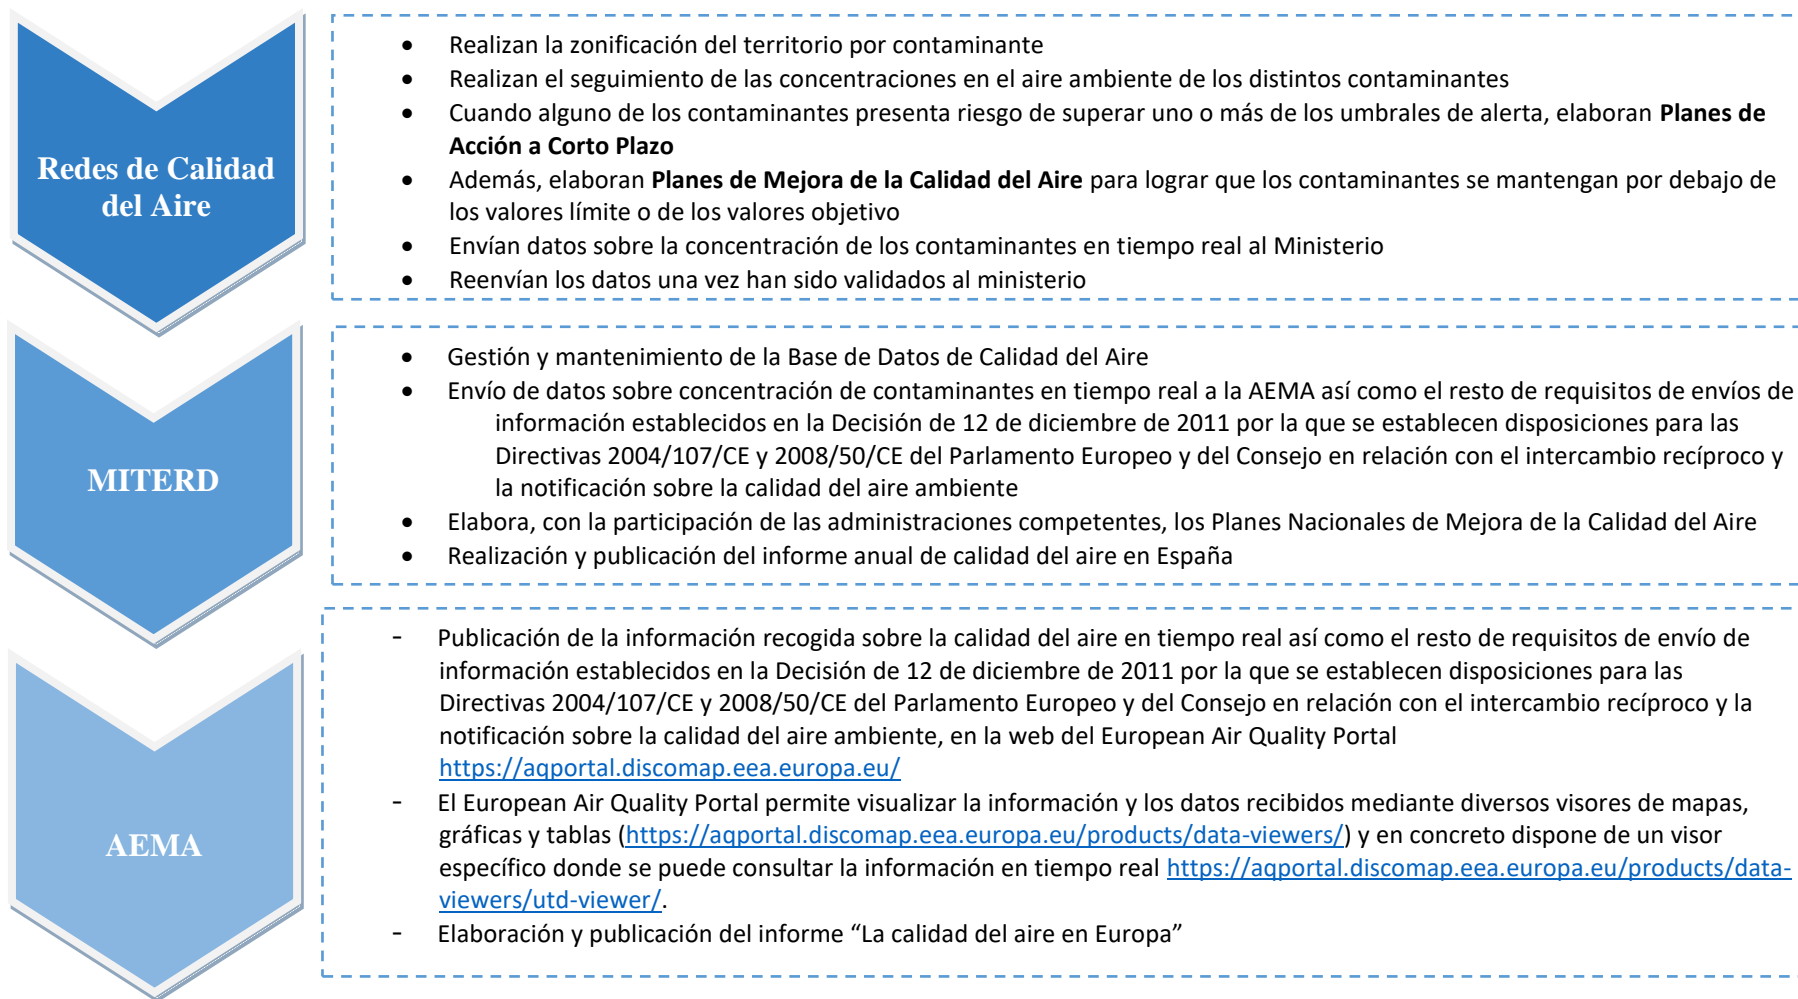 Redes de Calidad
del Aire
• Realizan la zonificación del territorio por contaminante
• Realizan el seguimiento de las concentraciones en el aire ambiente de los distintos contaminantes
• Cuando alguno de los contaminantes presenta riesgo de superar uno o más de los umbrales de alerta, elaboran Planes de
Acción a Corto Plazo
• Además, elaboran Planes de Mejora de la Calidad del Aire para lograr que los contaminantes se mantengan por debajo de
los valores límite o de los valores objetivo
• Envían datos sobre la concentración de los contaminantes en tiempo real al Ministerio
• Reenvían los datos una vez han sido validados al ministerio
MITERD
• Gestión y mantenimiento de la Base de Datos de Calidad del Aire
• Envío de datos sobre concentración de contaminantes en tiempo real a la AEMA así como el resto de requisitos de envíos de
información establecidos en la Decisión de 12 de diciembre de 2011 por la que se establecen disposiciones para las
Directivas 2004/107/CE y 2008/50/CE del Parlamento Europeo y del Consejo en relación con el intercambio recíproco y
la notificación sobre la calidad del aire ambiente
• Elabora, con la participación de las administraciones competentes, los Planes Nacionales de Mejora de la Calidad del Aire
• Realización y publicación del informe anual de calidad del aire en España
AEMA
- Publicación de la información recogida sobre la calidad del aire en tiempo real así como el resto de requisitos de envío de
información establecidos en la Decisión de 12 de diciembre de 2011 por la que se establecen disposiciones para las
Directivas 2004/107/CE y 2008/50/CE del Parlamento Europeo y del Consejo en relación con el intercambio recíproco y la
notificación sobre la calidad del aire ambiente, en la web del European Air Quality Portal
https://aqportal.discomap.eea.europa.eu/
- El European Air Quality Portal permite visualizar la información y los datos recibidos mediante diversos visores de mapas,
gráficas y tablas (https://aqportal.discomap.eea.europa.eu/products/data-viewers/) y en concreto dispone de un visor
específico donde se puede consultar la información en tiempo real https://aqportal.discomap.eea.europa.eu/products/data-
viewers/utd-viewer/.
- Elaboración y publicación del informe “La calidad del aire en Europa”